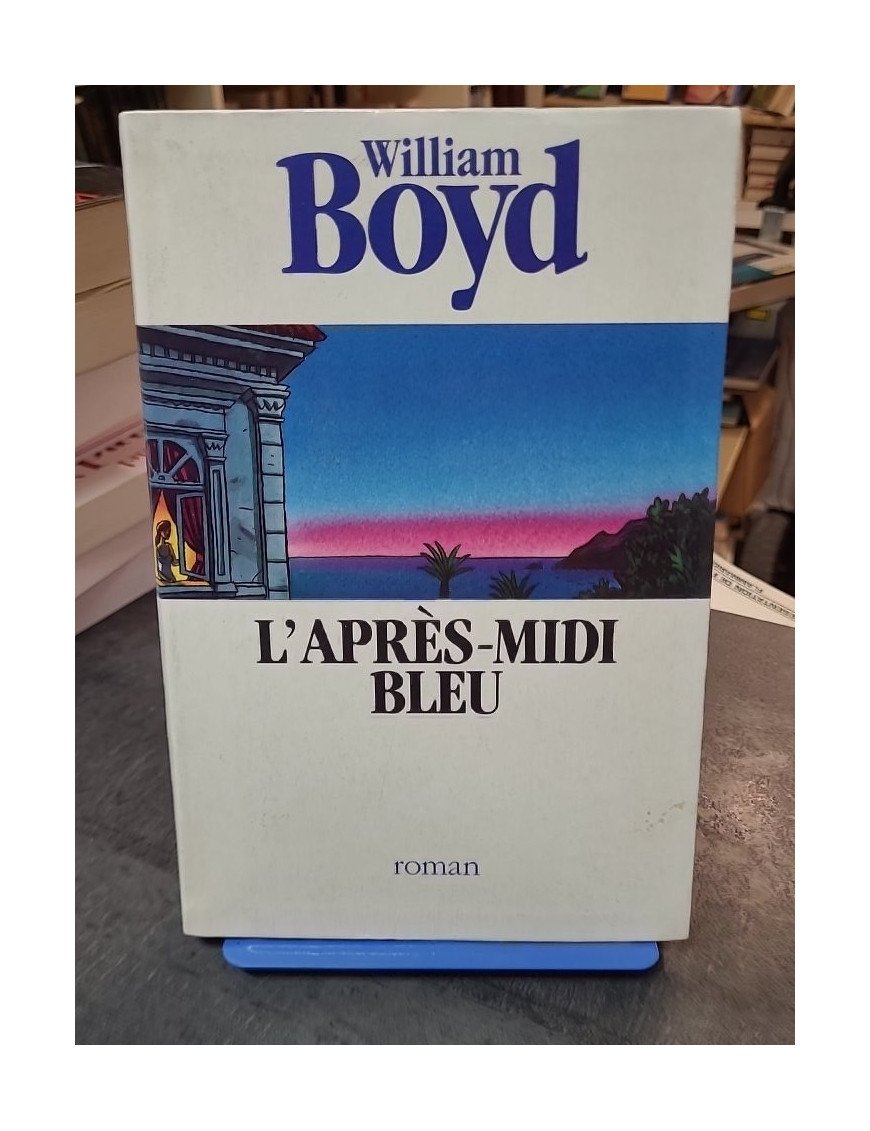 William
Boyd
L'APRÈS-MIDI
BLEU
roman